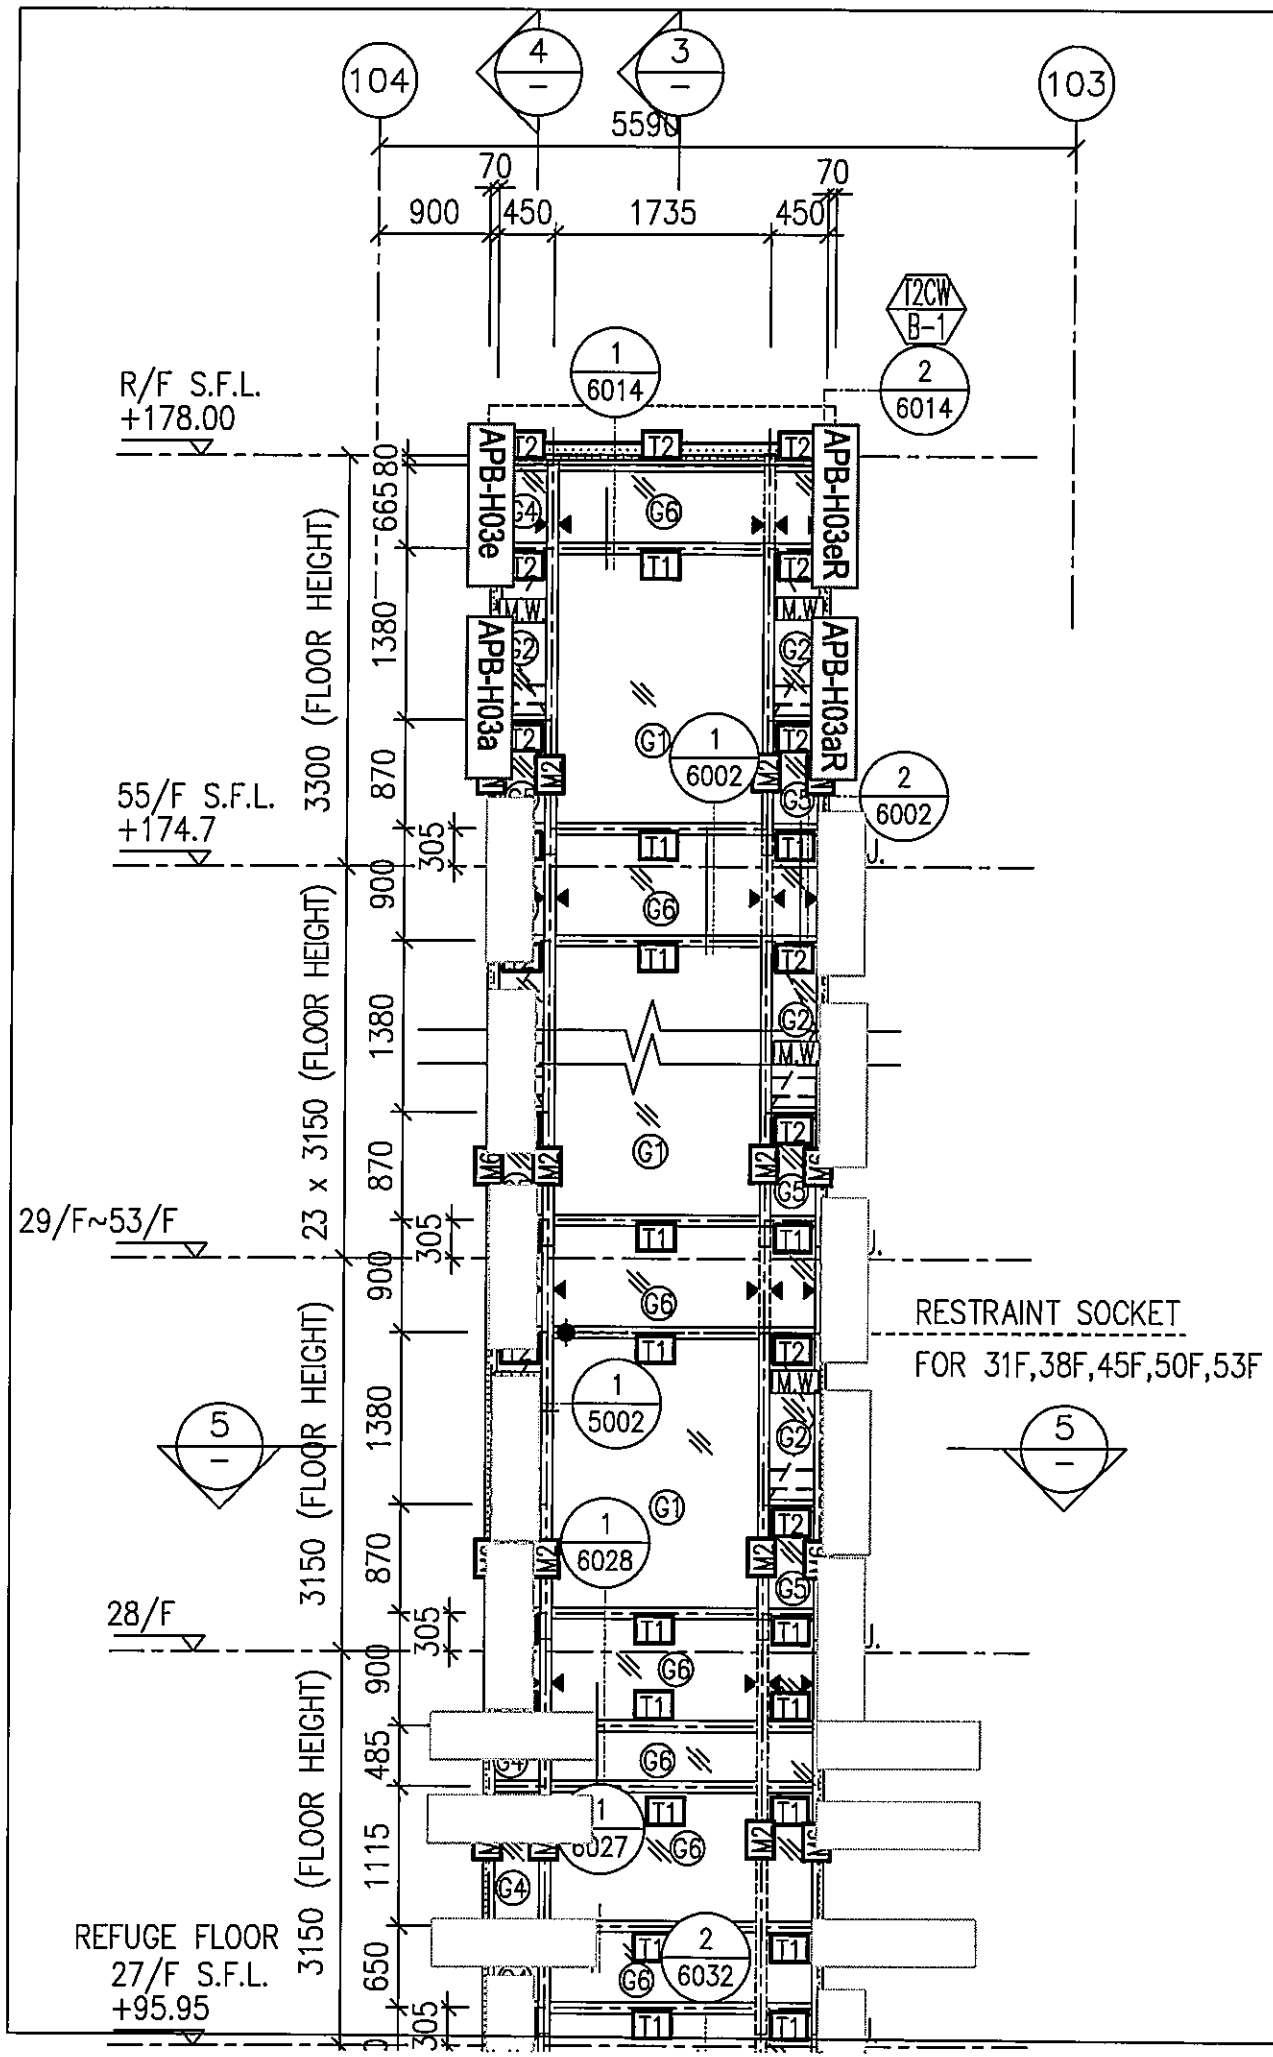 104
4
-
3
-
103
5590
70
70
900
450
1735
450
T2CW
B-1
1
6014
2
6014
R/F S.F.L.
+178.00
T2
T2
T2
80
665
G4
G6
APB-H03e
APB-H03eR
T2
T1
T2
M.W
M.W
3300 (FLOOR HEIGHT)
1380
G2
G2
APB-H03a
APB-H03aR
T2
G1
T2
1
6002
870
M2
M2
G5
2
6002
55/F S.F.L.
+174.7
305
T1
T1
J.
900
G6
T2
T1
T2
23 x 3150 (FLOOR HEIGHT)
1380
G2
M.W
G1
T2
870
M6
M2
M2
M6
G5
29/F~53/F
305
T1
T1
J.
900
G6
RESTRAINT SOCKET
FOR 31F,38F,45F,50F,53F
T2
T1
T2
M.W
3150 (FLOOR HEIGHT)
1380
1
5002
G2
5
-
5
-
G1
T2
1
6028
870
M2
M2
G5
28/F
305
T1
T1
J.
900
G6
T1
T1
3150 (FLOOR HEIGHT)
485
G4
G6
T1
T1
1
6027
1115
M2
G6
G4
REFUGE FLOOR
27/F S.F.L.
+95.95
T1
T1
2
6032
650
G6
305
T1
T1